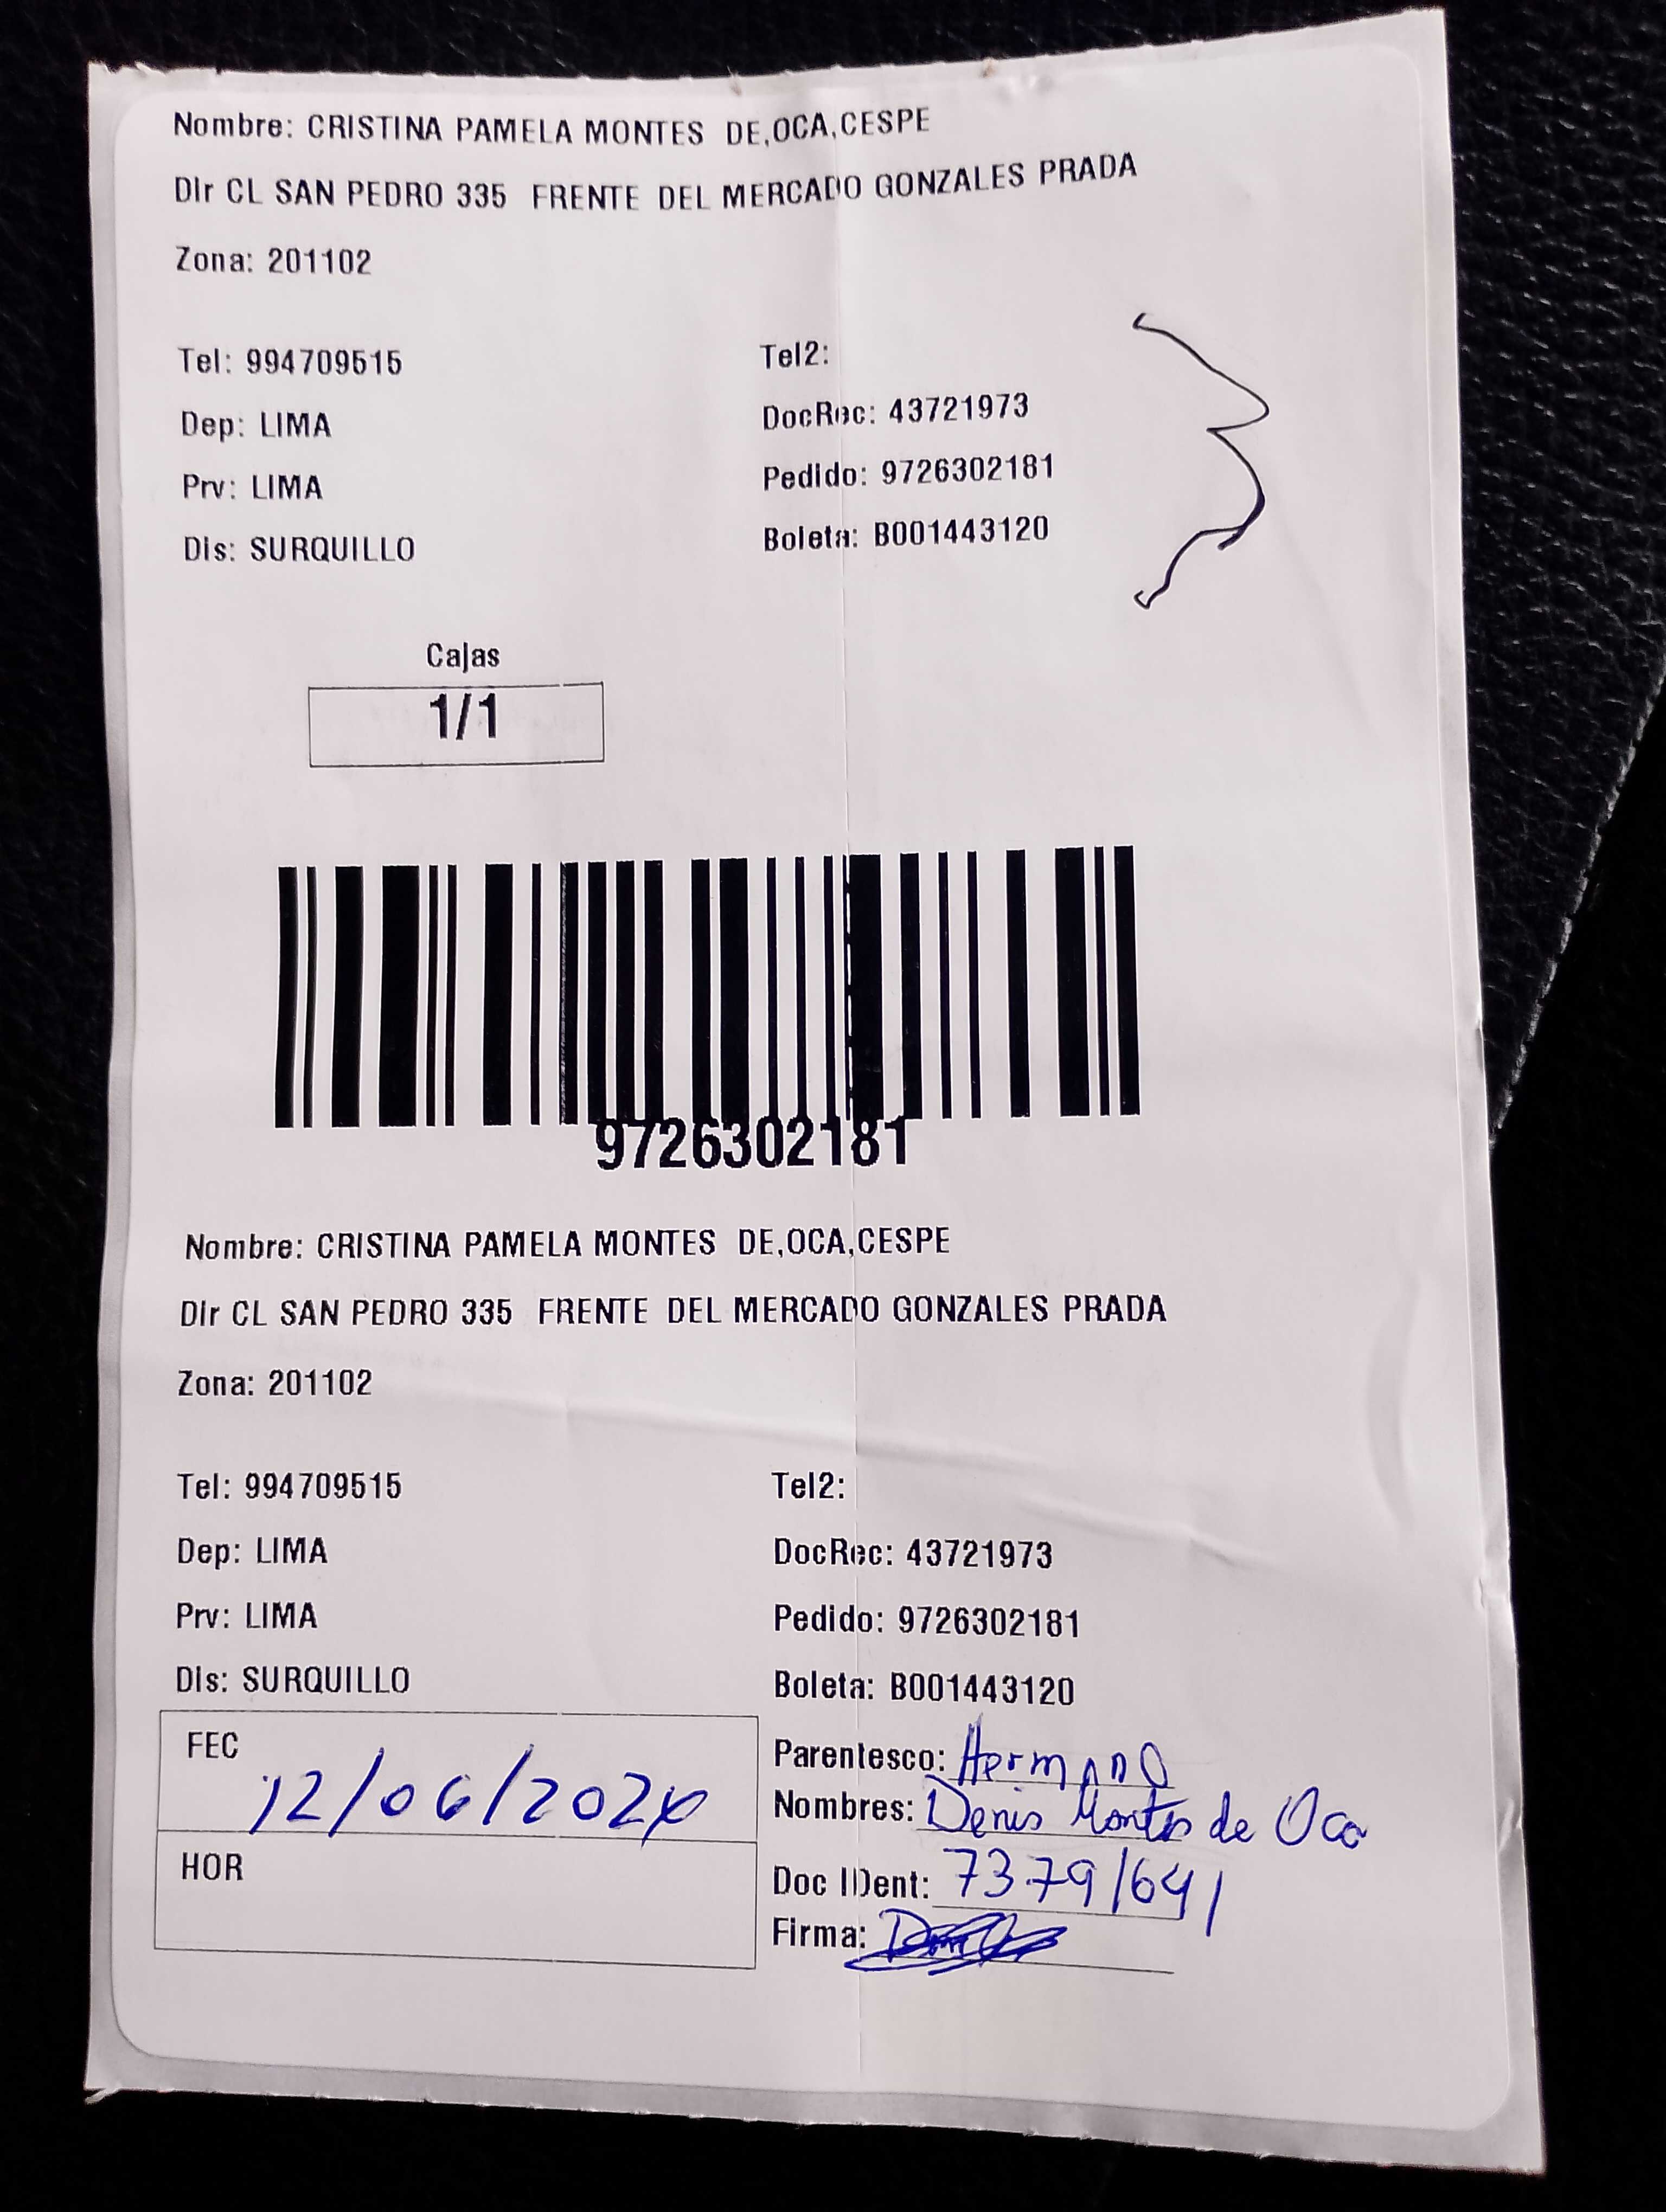 Nombre: CRISTINA PAMELA MONTES DE,OCA,CESPE
Dir CL SAN PEDRO 335 FRENTE DEL MERCADO GONZALES PRADA
Zona: 201102
Tel: 994709515 Tel2:
Dep: LIMA DocRec: 43721973
Prv: LIMA Pedido: 9726302181
Dis: SURQUILLO Boleta: B001443120
Cajas
1/1
9726302181
Nombre: CRISTINA PAMELA MONTES DE,OCA,CESPE
Dir CL SAN PEDRO 335 FRENTE DEL MERCADO GONZALES PRADA
Zona: 201102
Tel: 994709515 Tel2:
Dep: LIMA DocRec: 43721973
Prv: LIMA Pedido: 9726302181
Dis: SURQUILLO Boleta: B001443120
FEC 12/06/2024 Parentesco: Hermano
Nombres: Denis Montes de Oca
HOR Doc IDent: 73791641
Firma: